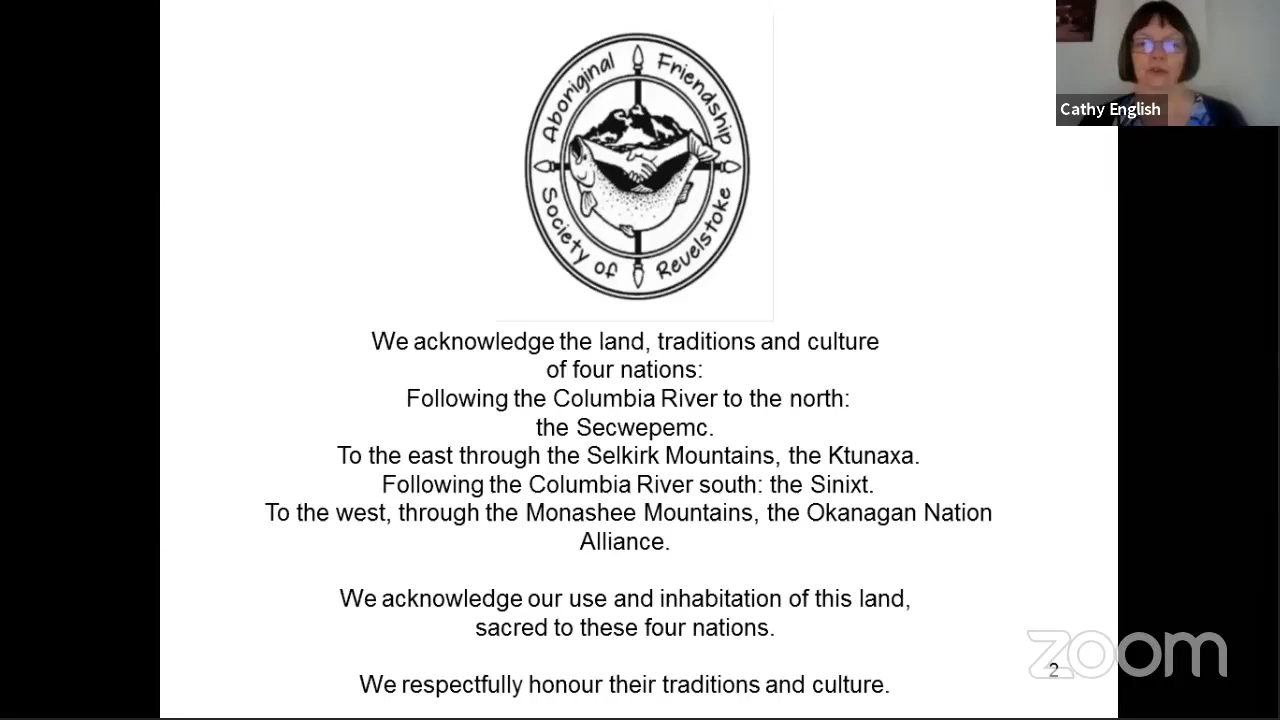 Aboriginal Friendship
Society of Revelstoke
Cathy English
We acknowledge the land, traditions and culture
of four nations:
Following the Columbia River to the north:
the Secwepemc.
To the east through the Selkirk Mountains, the Ktunaxa.
Following the Columbia River south: the Sinixt.
To the west, through the Monashee Mountains, the Okanagan Nation
Alliance.
We acknowledge our use and inhabitation of this land,
sacred to these four nations.
We respectfully honour their traditions and culture.
2
zoom